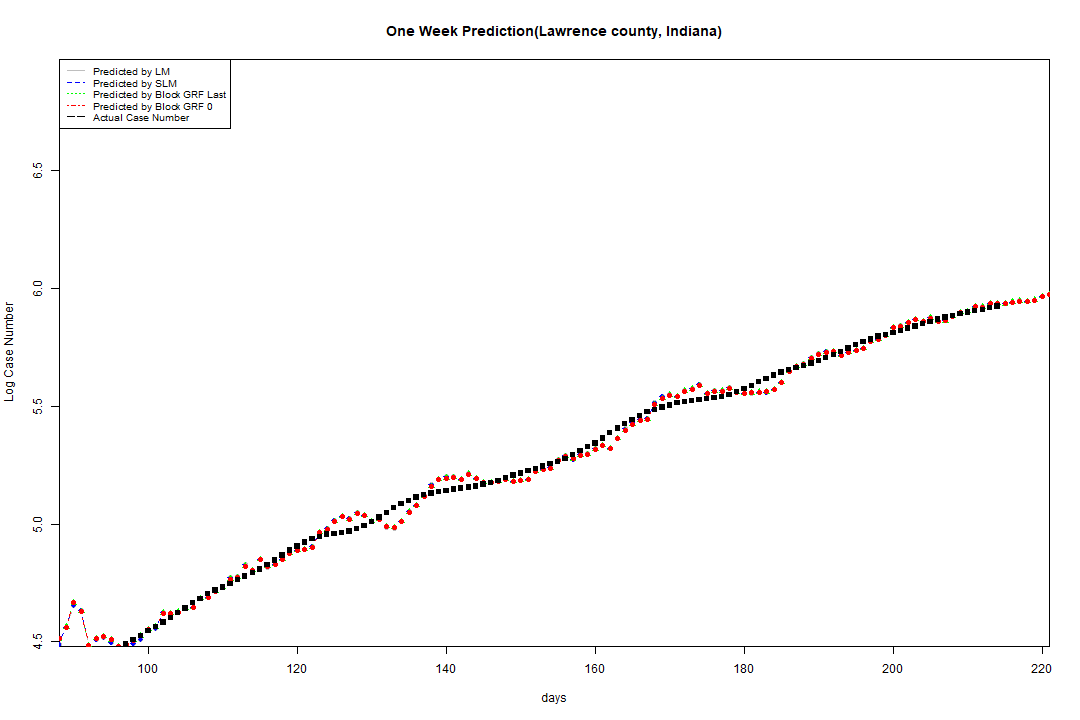 One Week Prediction(Lawrence county, Indiana)
Predicted by LM
Predicted by SLM
Predicted by Block GRF Last
Predicted by Block GRF 0
Actual Case Number
6.5
6.0
5.5
5.0
4.5
Log Case Number
100 120 140 160 180 200 220
days